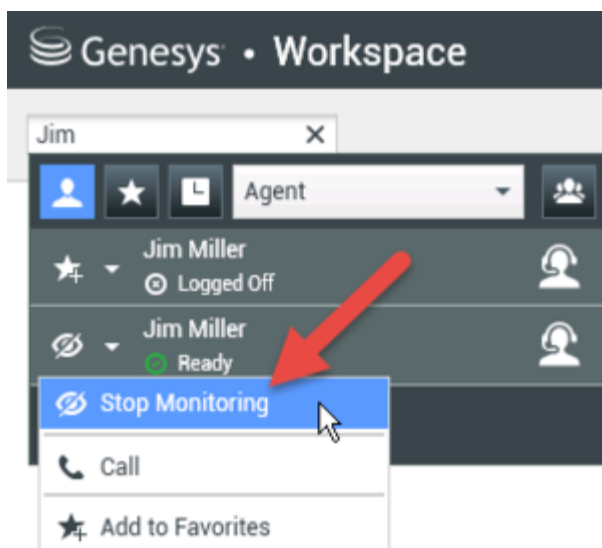 Genesys • Workspace
Jim
Agent
Jim Miller
Logged Off
Jim Miller
Ready
Stop Monitoring
Call
Add to Favorites